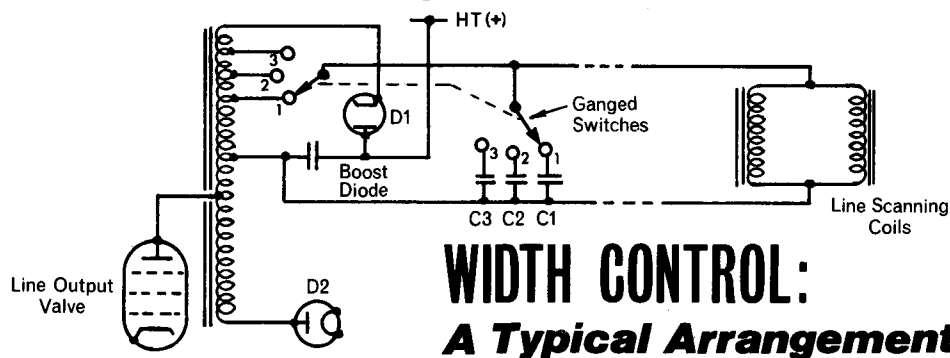 HT (+)
3
2
1
D1
Ganged
Switches
Boost
Diode
3
2
1
C3
C2
C1
Line Scanning
Coils
Line Output
Valve
D2
WIDTH CONTROL:
A Typical Arrangement